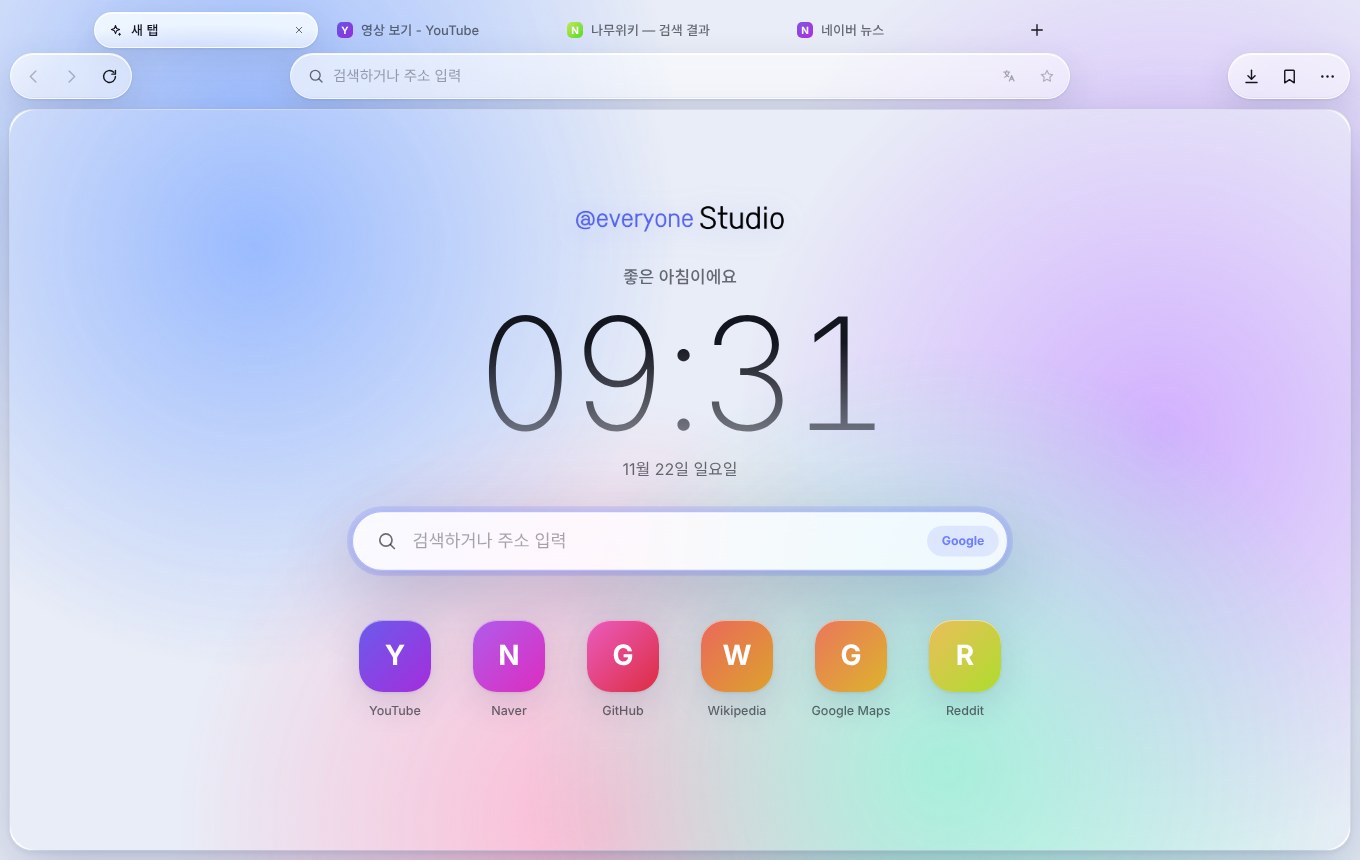 새 탭
Y 영상 보기 - YouTube
N 나무위키 — 검색 결과
N 네이버 뉴스
검색하거나 주소 입력
@everyone Studio
좋은 아침이에요
09:31
11월 22일 일요일
검색하거나 주소 입력
Google
Y N G W G R
YouTube Naver GitHub Wikipedia Google Maps Reddit